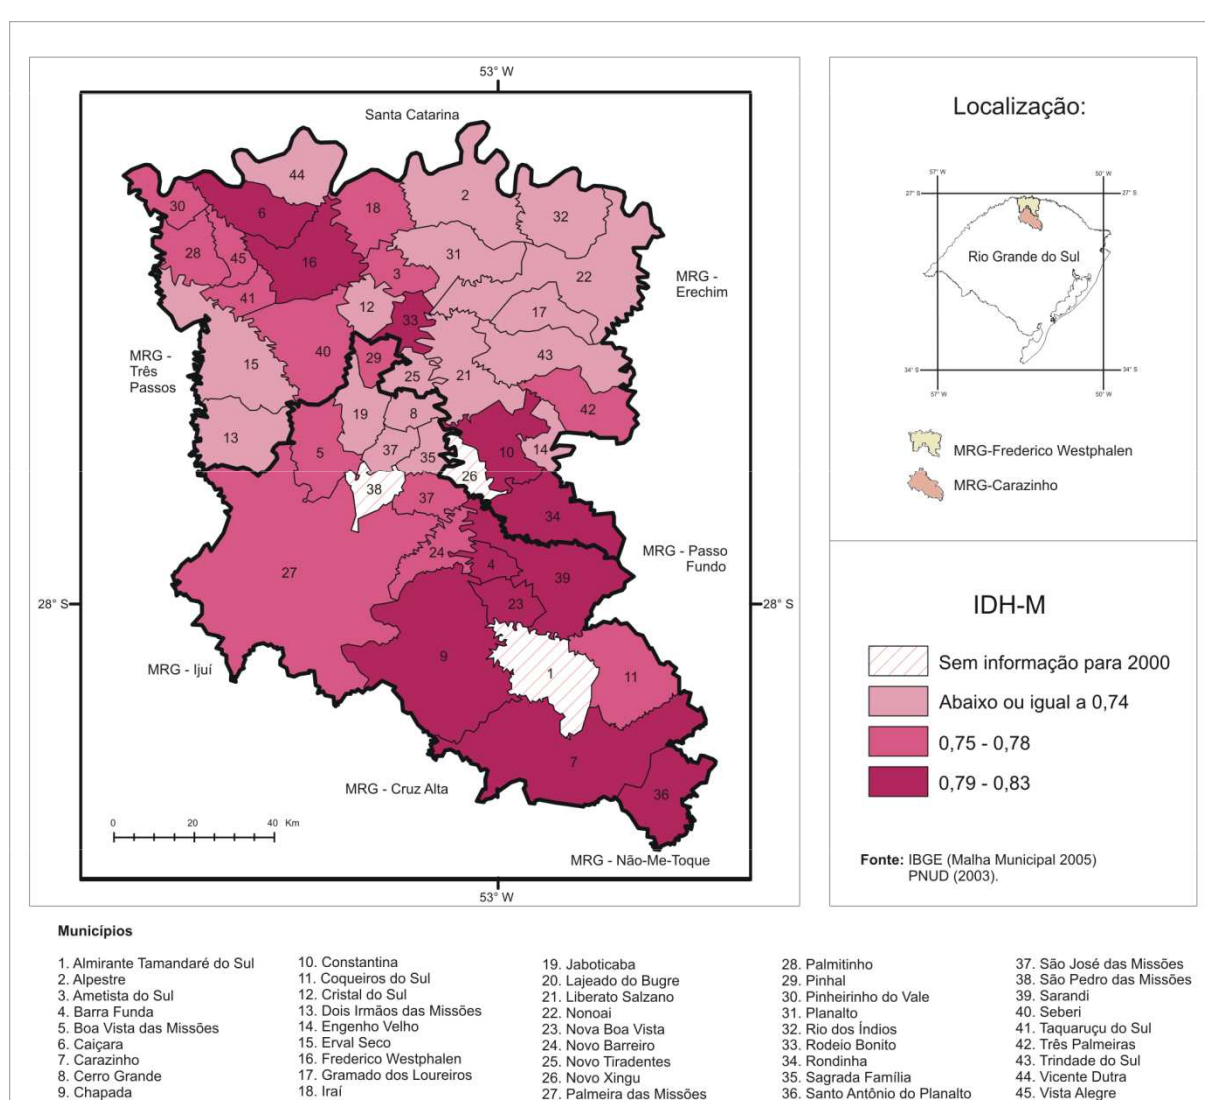 53° W
Santa Catarina
44
30
6
18
2
32
28
45
16
31
3
22
MRG -
Erechim
41
12
33
17
MRG -
Três
Passos
15
40
29
25
21
43
19
8
42
13
5
37
35
10
14
38
26
37
34
27
24
4
39
MRG - Passo
Fundo
28° S
23
28° S
9
1
11
MRG - Ijuí
7
36
MRG - Cruz Alta
0 20 40 Km
MRG - Não-Me-Toque
53° W
Localização:
57° W
50° W
27° S
27° S
Rio Grande do Sul
34° S
34° S
57° W
50° W
MRG-Frederico Westphalen
MRG-Carazinho
IDH-M
Sem informação para 2000
Abaixo ou igual a 0,74
0,75 - 0,78
0,79 - 0,83
Fonte: IBGE (Malha Municipal 2005)
PNUD (2003).
Municípios
1. Almirante Tamandaré do Sul
2. Alpestre
3. Ametista do Sul
4. Barra Funda
5. Boa Vista das Missões
6. Caiçara
7. Carazinho
8. Cerro Grande
9. Chapada
10. Constantina
11. Coqueiros do Sul
12. Cristal do Sul
13. Dois Irmãos das Missões
14. Engenho Velho
15. Erval Seco
16. Frederico Westphalen
17. Gramado dos Loureiros
18. Iraí
19. Jaboticaba
20. Lajeado do Bugre
21. Liberato Salzano
22. Nonoai
23. Nova Boa Vista
24. Novo Barreiro
25. Novo Tiradentes
26. Novo Xingu
27. Palmeira das Missões
28. Palmitinho
29. Pinhal
30. Pinheirinho do Vale
31. Planalto
32. Rio dos Índios
33. Rodeio Bonito
34. Rondinha
35. Sagrada Família
36. Santo Antônio do Planalto
37. São José das Missões
38. São Pedro das Missões
39. Sarandi
40. Seberi
41. Taquaruçu do Sul
42. Três Palmeiras
43. Trindade do Sul
44. Vicente Dutra
45. Vista Alegre